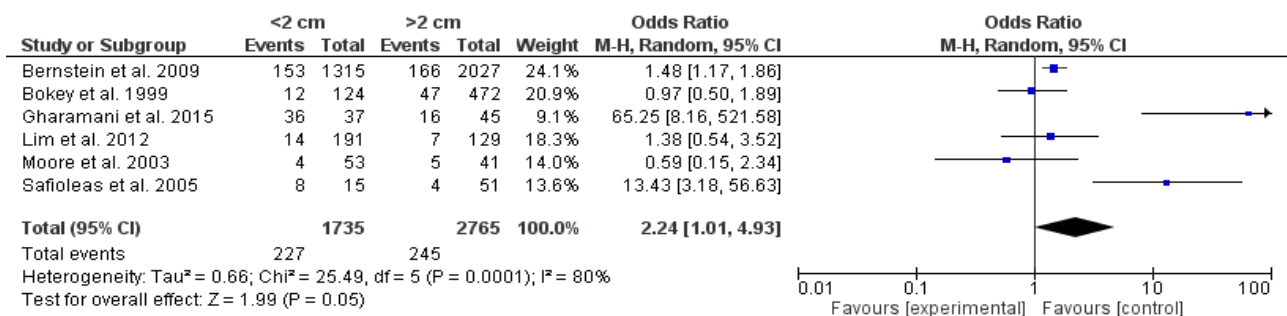 <2 cm >2 cm Odds Ratio Odds Ratio
Study or Subgroup Events Total Events Total Weight M-H, Random, 95% CI M-H, Random, 95% CI
Bernstein et al. 2009 153 1315 166 2027 24.1% 1.48 [1.17, 1.86]
Bokey et al. 1999 12 124 47 472 20.9% 0.97 [0.50, 1.89]
Gharamani et al. 2015 36 37 16 45 9.1% 65.25 [8.16, 521.58]
Lim et al. 2012 14 191 7 129 18.3% 1.38 [0.54, 3.52]
Moore et al. 2003 4 53 5 41 14.0% 0.59 [0.15, 2.34]
Safioleas et al. 2005 8 15 4 51 13.6% 13.43 [3.18, 56.63]
Total (95% CI) 1735 2765 100.0% 2.24 [1.01, 4.93]
Total events 227 245
Heterogeneity: Tau² = 0.66; Chi² = 25.49, df = 5 (P = 0.0001); I² = 80%
Test for overall effect: Z = 1.99 (P = 0.05)
0.01 0.1 1 10 100
Favours [experimental] Favours [control]